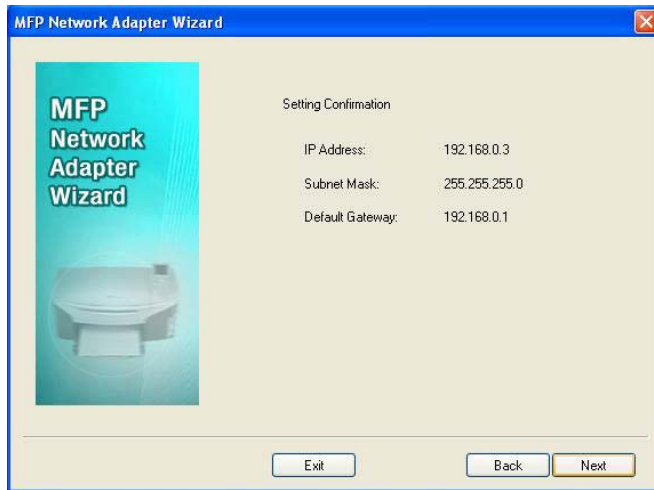 MFP Network Adapter Wizard
MFP
Network
Adapter
Wizard
Setting Confirmation
IP Address: 192.168.0.3
Subnet Mask: 255.255.255.0
Default Gateway: 192.168.0.1
Exit Back Next